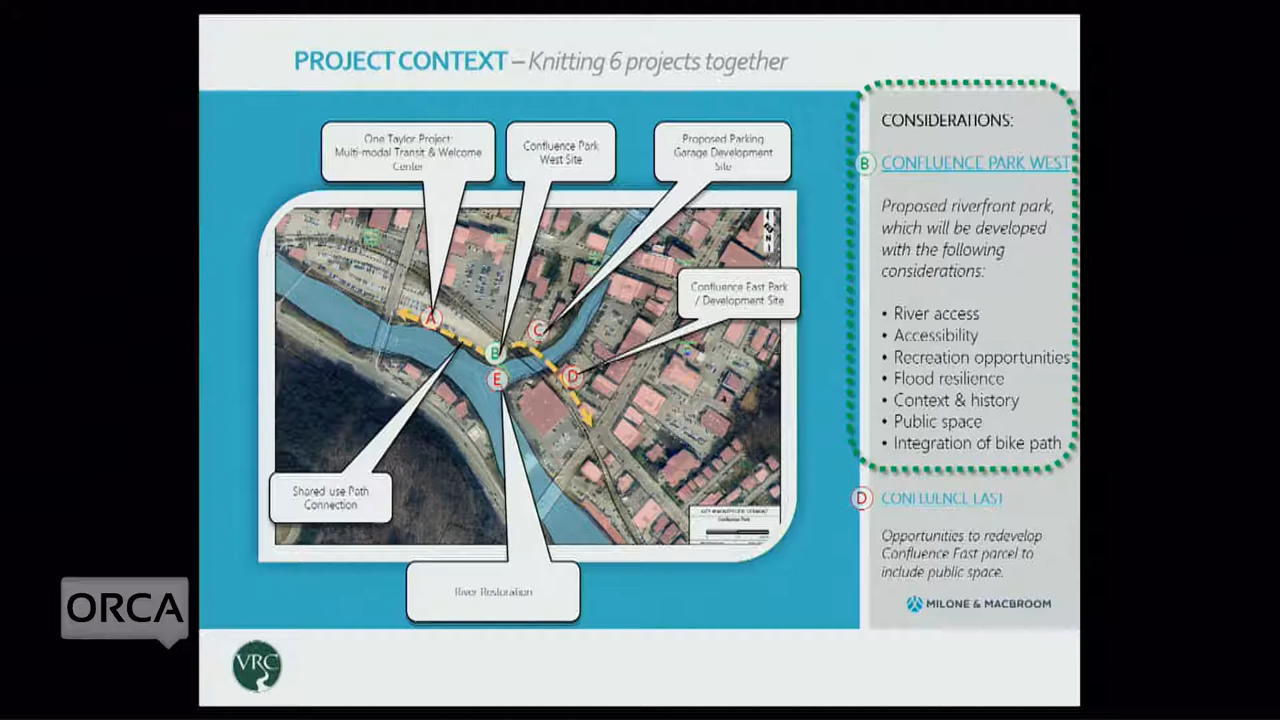 PROJECT CONTEXT – Knitting 6 projects together
One Taylor Project:
Multi-modal Transit & Welcome
Center
Confluence Park
West Site
Proposed Parking
Garage Development
Site
Confluence East Park
/ Development Site
A
B
C
D
E
N
Shared use Path
Connection
River Restoration
Confluence Park
CONSIDERATIONS:
B CONFLUENCE PARK WEST
Proposed riverfront park,
which will be developed
with the following
considerations:
• River access
• Accessibility
• Recreation opportunities
• Flood resilience
• Context & history
• Public space
• Integration of bike path
D CONFLUENCE EAST
Opportunities to redevelop
Confluence East parcel to
include public space.
MILONE & MACBROOM
ORCA
VRC